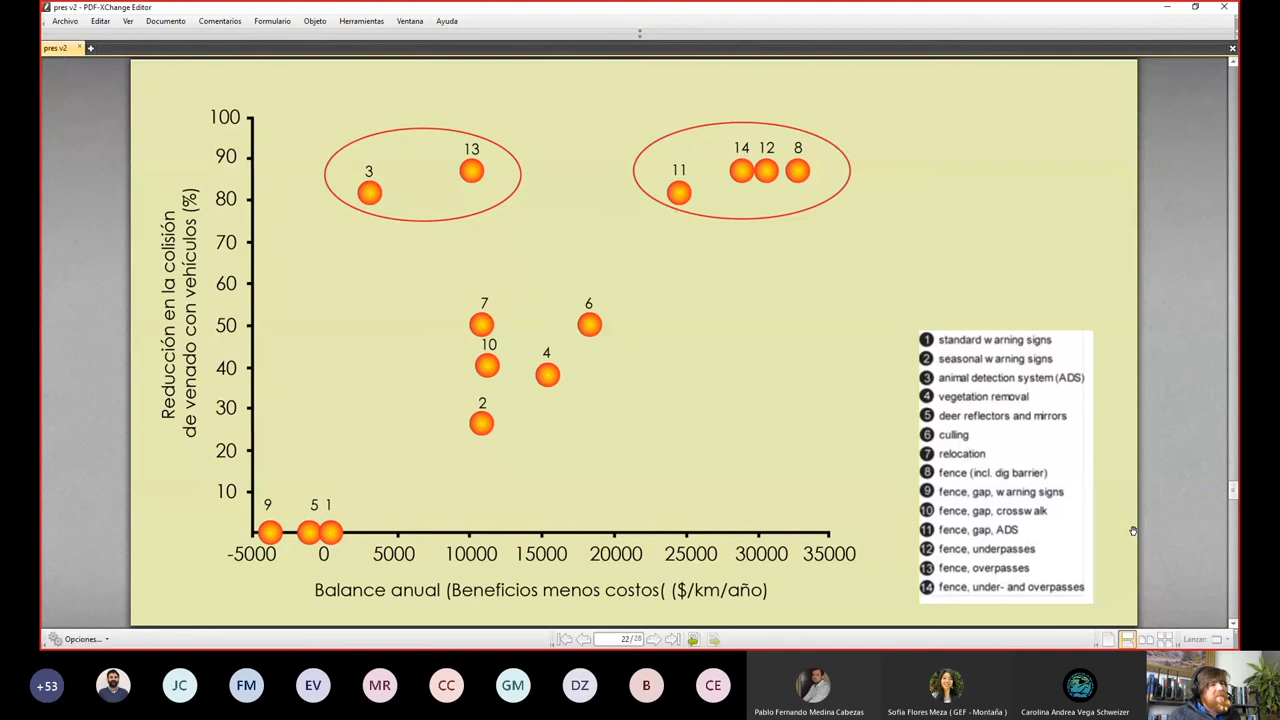 pres v2 - PDF-XChange Editor
Archivo Editar Ver Documento Comentarios Formulario Objeto Herramientas Ventana Ayuda
pres v2
Reducción en la colisión
de venado con vehículos (%)
100
90
80
70
60
50
40
30
20
10
3
13
11
14
12
8
7
6
10
4
2
9
5
1
-5000 0 5000 10000 15000 20000 25000 30000 35000
Balance anual (Beneficios menos costos( ($/km/año)
1 standard warning signs
2 seasonal warning signs
3 animal detection system (ADS)
4 vegetation removal
5 deer reflectors and mirrors
6 culling
7 relocation
8 fence (incl. dig barrier)
9 fence, gap, warning signs
10 fence, gap, crosswalk
11 fence, gap, ADS
12 fence, underpasses
13 fence, overpasses
14 fence, under- and overpasses
Opciones...
22/28
Lanzar:
+53
JC
FM
EV
MR
CC
GM
DZ
B
CE
Pablo Fernando Medina Cabezas
Sofia Flores Meza ( GEF - Montaña )
Carolina Andrea Vega Schweizer